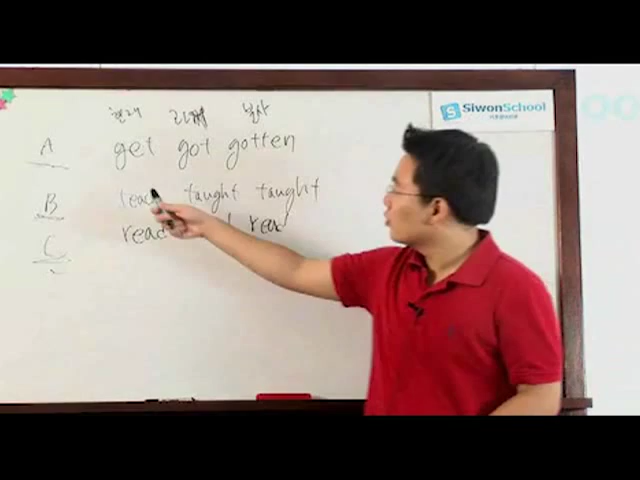 현재 과거 분사
SiwonSchool
A get got gotten
B teach taught taught
C read read